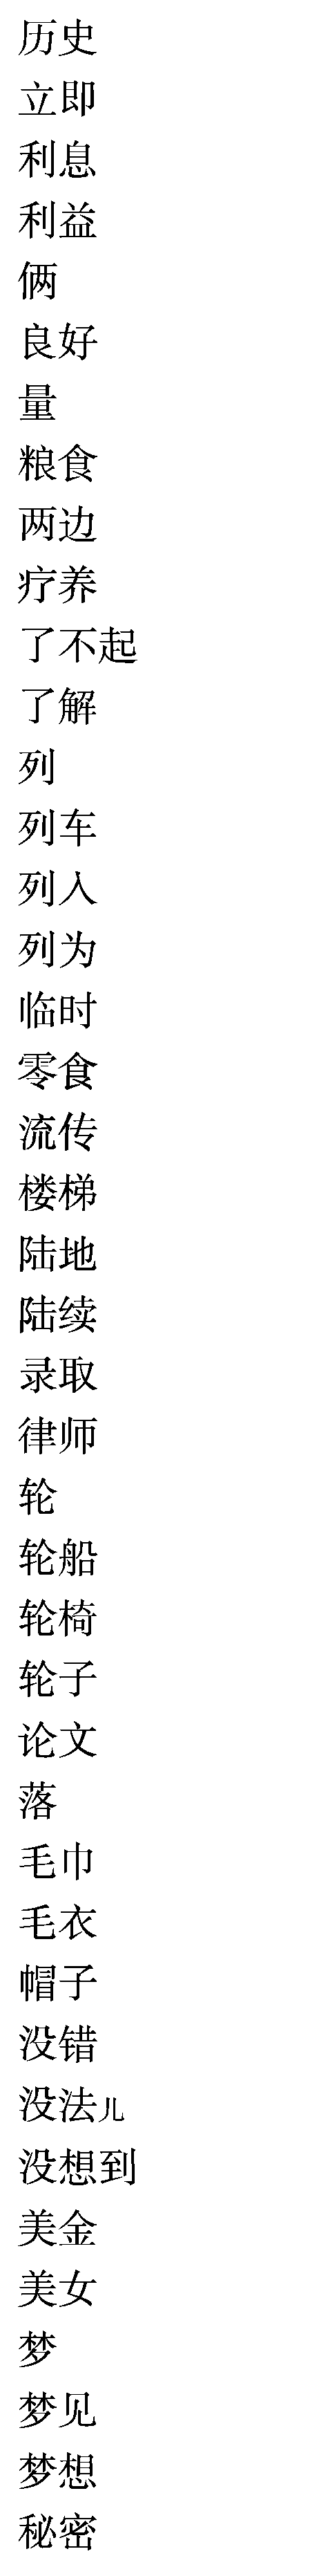 历史
立即
利息
利益
俩
良好
量
粮食
两边
疗养
了不起
了解
列
列车
列入
列为
临时
零食
流传
楼梯
陆地
陆续
录取
律师
轮
轮船
轮椅
轮子
论文
落
毛巾
毛衣
帽子
没错
没法儿
没想到
美金
美女
梦
梦见
梦想
秘密